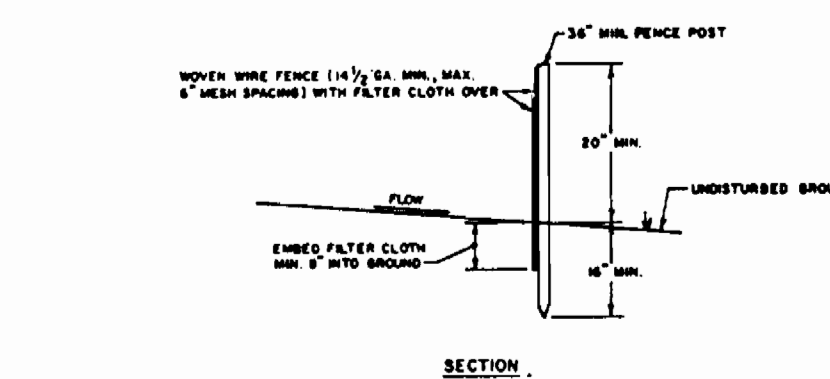 36" MIN. FENCE POST
WOVEN WIRE FENCE (14 1/2 GA. MIN., MAX.
6" MESH SPACING) WITH FILTER CLOTH OVER
20" MIN.
FLOW
UNDISTURBED GROU
EMBED FILTER CLOTH
MIN. 8" INTO GROUND
16" MIN.
SECTION